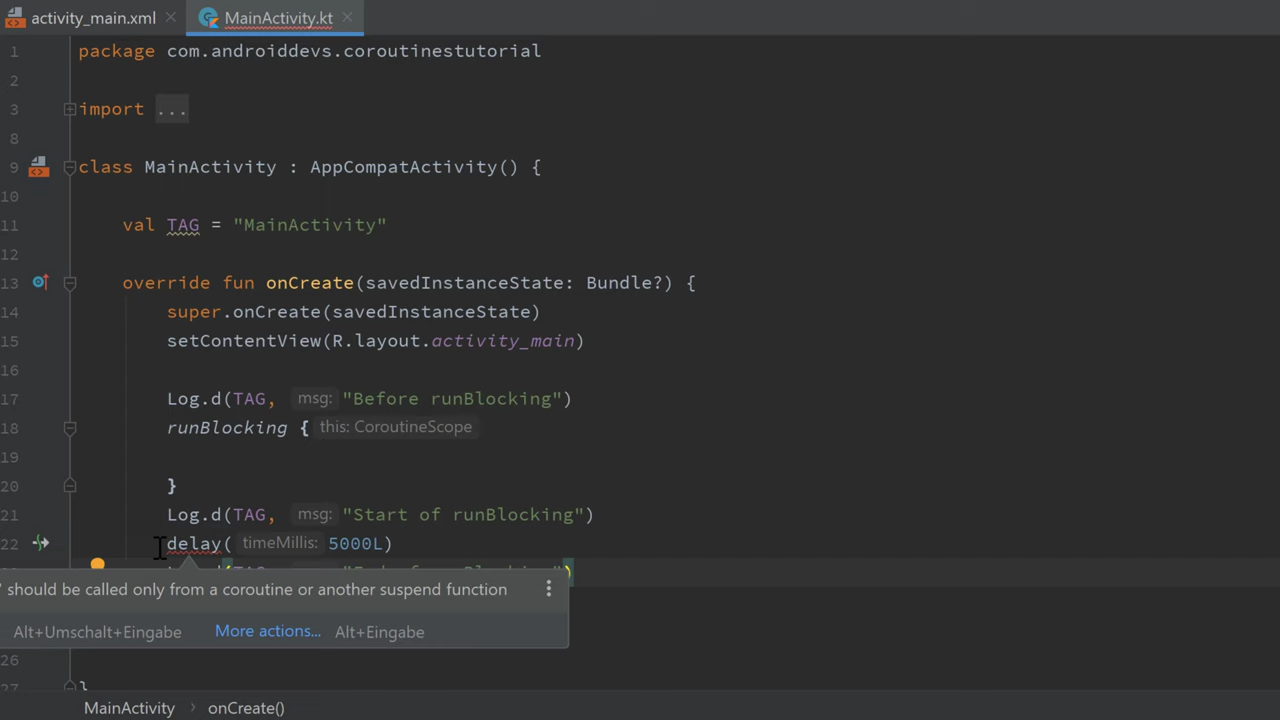 activity_main.xml
MainActivity.kt
1 package com.androiddevs.coroutinestutorial
2
3 import ...
8
9 class MainActivity : AppCompatActivity() {
10
11 val TAG = "MainActivity"
12
13 override fun onCreate(savedInstanceState: Bundle?) {
14 super.onCreate(savedInstanceState)
15 setContentView(R.layout.activity_main)
16
17 Log.d(TAG, msg: "Before runBlocking")
18 runBlocking { this: CoroutineScope
19
20 }
21 Log.d(TAG, msg: "Start of runBlocking")
22 delay( timeMillis: 5000L)
' should be called only from a coroutine or another suspend function
Alt+Umschalt+Eingabe More actions... Alt+Eingabe
26
27 }
MainActivity > onCreate()